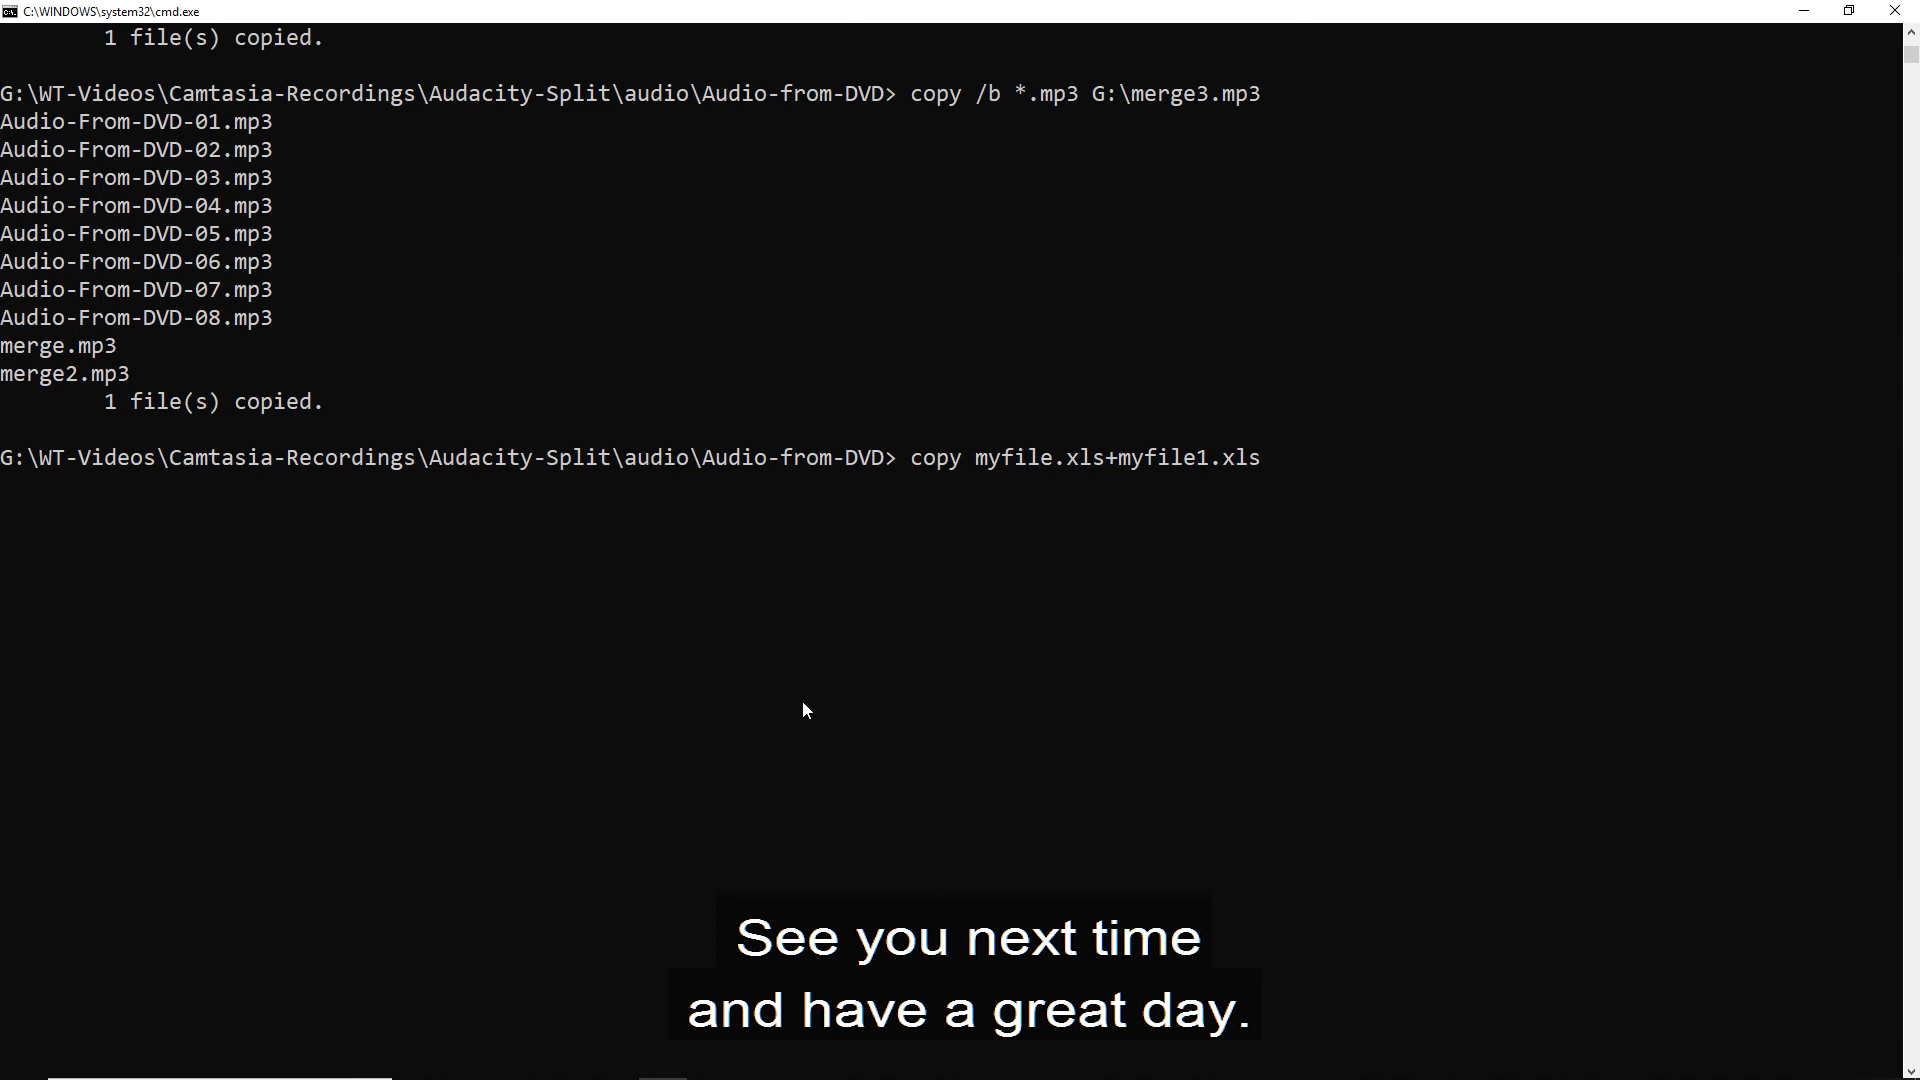 C:\WINDOWS\system32\cmd.exe
1 file(s) copied.
G:\WT-Videos\Camtasia-Recordings\Audacity-Split\audio\Audio-from-DVD> copy /b *.mp3 G:\merge3.mp3
Audio-From-DVD-01.mp3
Audio-From-DVD-02.mp3
Audio-From-DVD-03.mp3
Audio-From-DVD-04.mp3
Audio-From-DVD-05.mp3
Audio-From-DVD-06.mp3
Audio-From-DVD-07.mp3
Audio-From-DVD-08.mp3
merge.mp3
merge2.mp3
1 file(s) copied.
G:\WT-Videos\Camtasia-Recordings\Audacity-Split\audio\Audio-from-DVD> copy myfile.xls+myfile1.xls
See you next time
and have a great day.